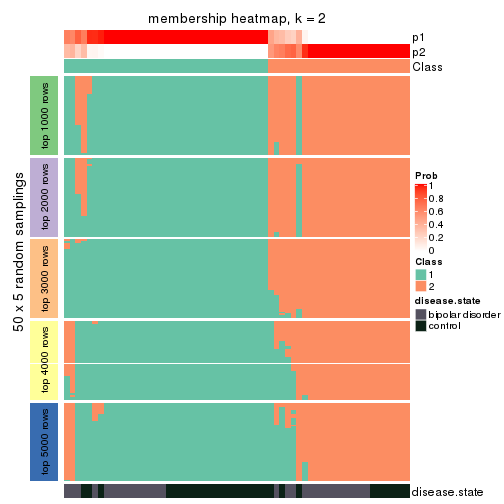 membership heatmap, k = 2
p1
p2
Class
50 x 5 random samplings
top 1000 rows
top 2000 rows
top 3000 rows
top 4000 rows
top 5000 rows
Prob
1
0.8
0.6
0.4
0.2
0
Class
1
2
disease.state
bipolar disorder
control
disease.state